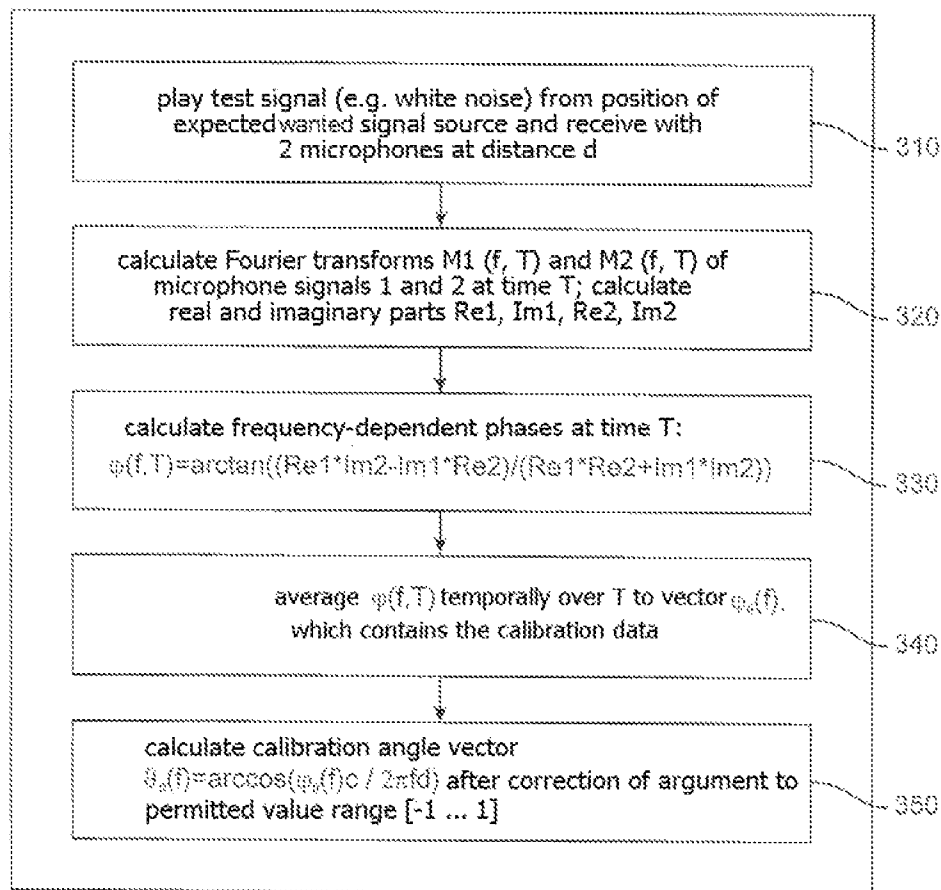 play test signal (e.g. white noise) from position of
expected wanted signal source and receive with
2 microphones at distance d
310
calculate Fourier transforms M1 (f, T) and M2 (f, T) of
microphone signals 1 and 2 at time T; calculate
real and imaginary parts Re1, Im1, Re2, Im2
320
calculate frequency-dependent phases at time T:
φ(f,T)=arctan((Re1*Im2-Im1*Re2)/(Re1*Re2+Im1*Im2))
330
average φ(f,T) temporally over T to vector φ₀(f),
which contains the calibration data
340
calculate calibration angle vector
ϑ₀(f)=arccos(φ₀(f)c / 2πfd) after correction of argument to
permitted value range [-1 ... 1]
350